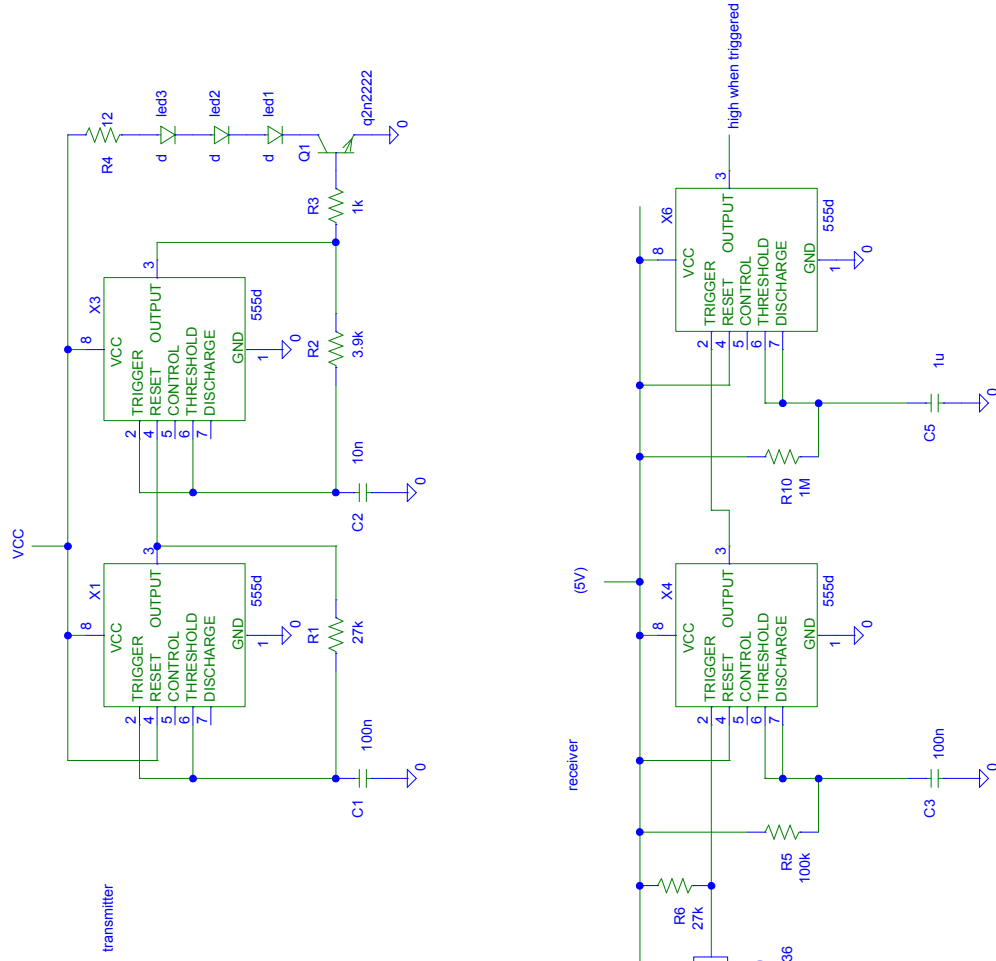 transmitter
VCC
X1
8
VCC
TRIGGER
RESET
CONTROL
THRESHOLD
DISCHARGE
OUTPUT
GND
2
4
5
6
7
3
1
0
555d
R1
27k
C1
100n
0
X3
8
VCC
TRIGGER
RESET
CONTROL
THRESHOLD
DISCHARGE
OUTPUT
GND
2
4
5
6
7
3
1
0
555d
R2
3.9k
C2
10n
0
R3
1k
R4
12
d
led3
d
led2
d
led1
Q1
q2n2222
0
receiver
(5V)
R6
27k
36
R5
100k
C3
100n
0
X4
8
VCC
TRIGGER
RESET
CONTROL
THRESHOLD
DISCHARGE
OUTPUT
GND
2
4
5
6
7
3
1
0
555d
R10
1M
C5
1u
0
X6
8
VCC
TRIGGER
RESET
CONTROL
THRESHOLD
DISCHARGE
OUTPUT
GND
2
4
5
6
7
3
1
0
555d
high when triggered